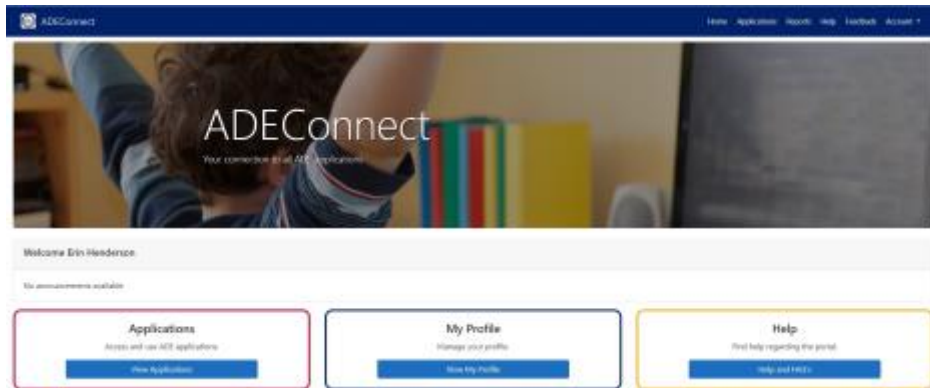 ADEConnect
Home Applications Reports Help Feedback Account
ADEConnect
Your connection to all ADE applications
Welcome Erin Henderson
No announcements available
Applications
Access and use ADE applications
View Applications
My Profile
Manage your profile
View My Profile
Help
Find help regarding the portal
Help and FAQ's